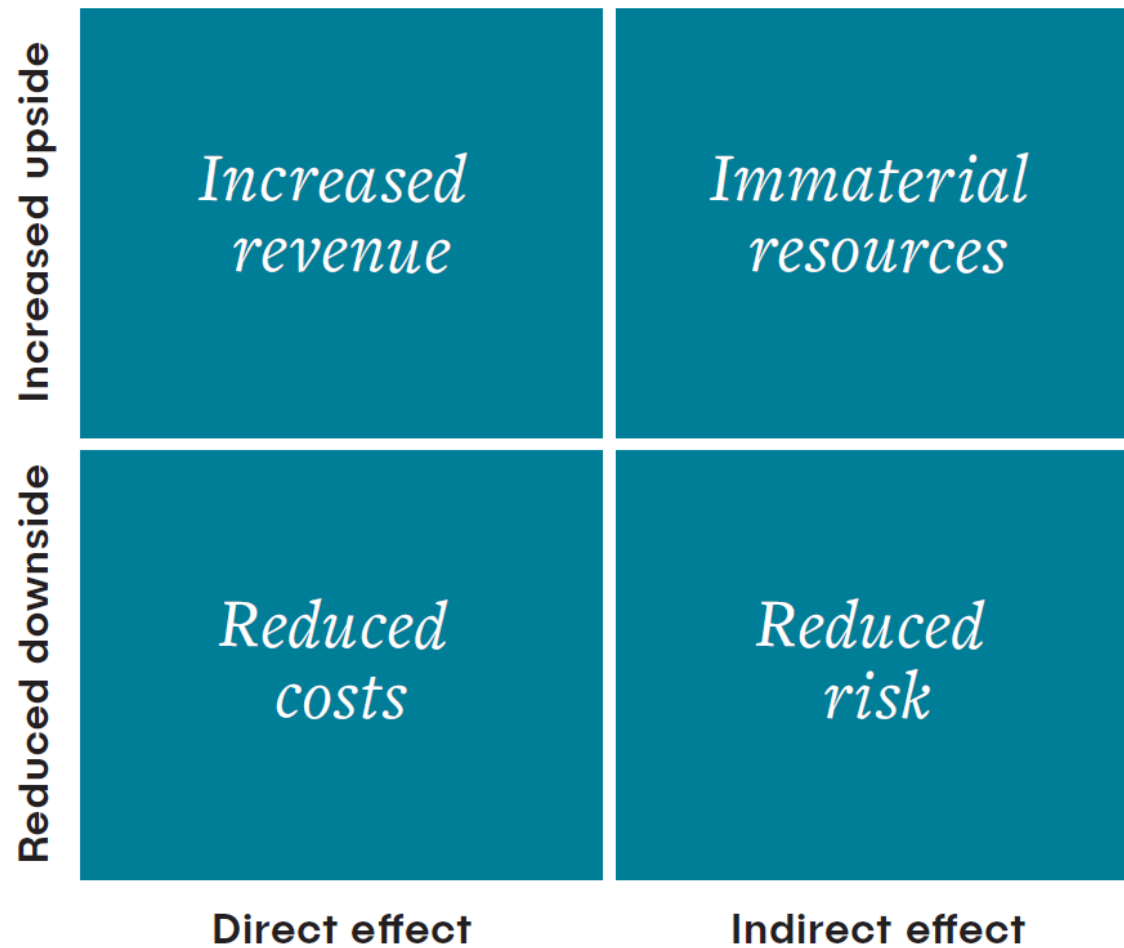 Increased upside
Increased
revenue
Immaterial
resources
Reduced downside
Reduced
costs
Reduced
risk
Direct effect
Indirect effect